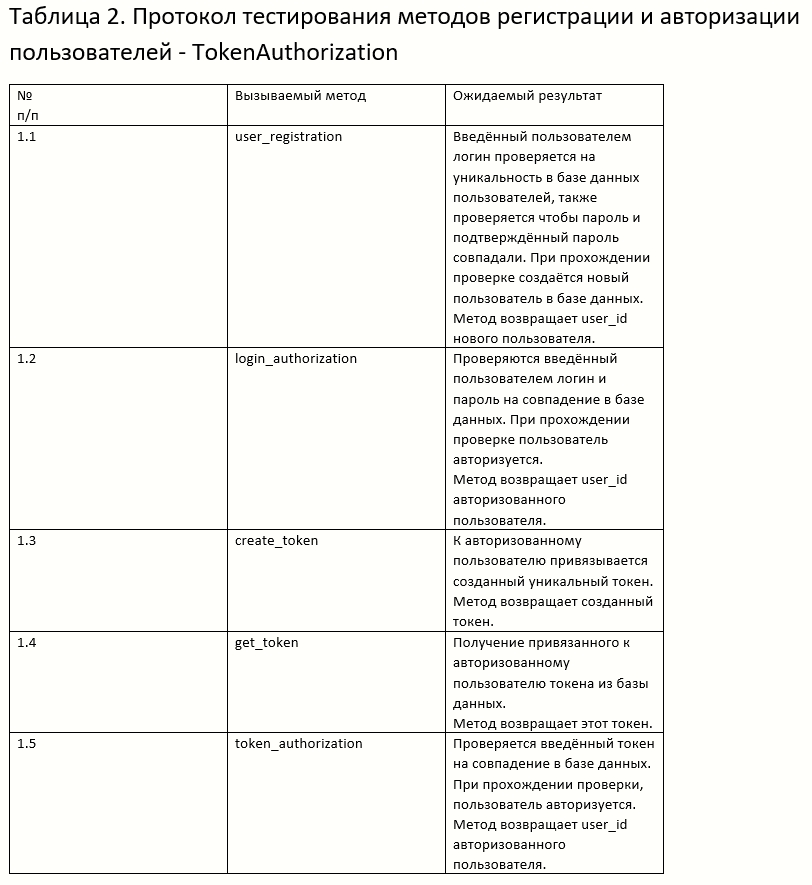 Таблица 2. Протокол тестирования методов регистрации и авторизации
пользователей - TokenAuthorization
№
п/п
Вызываемый метод
Ожидаемый результат
1.1
user_registration
Введённый пользователем
логин проверяется на
уникальность в базе данных
пользователей, также
проверяется чтобы пароль и
подтверждённый пароль
совпадали. При прохождении
проверке создаётся новый
пользователь в базе данных.
Метод возвращает user_id
нового пользователя.
1.2
login_authorization
Проверяются введённый
пользователем логин и
пароль на совпадение в базе
данных. При прохождении
проверке пользователь
авторизуется.
Метод возвращает user_id
авторизованного
пользователя.
1.3
create_token
К авторизованному
пользователю привязывается
созданный уникальный токен.
Метод возвращает созданный
токен.
1.4
get_token
Получение привязанного к
авторизованному
пользователю токена из базы
данных.
Метод возвращает этот токен.
1.5
token_authorization
Проверяется введённый токен
на совпадение в базе данных.
При прохождении проверки,
пользователь авторизуется.
Метод возвращает user_id
авторизованного
пользователя.